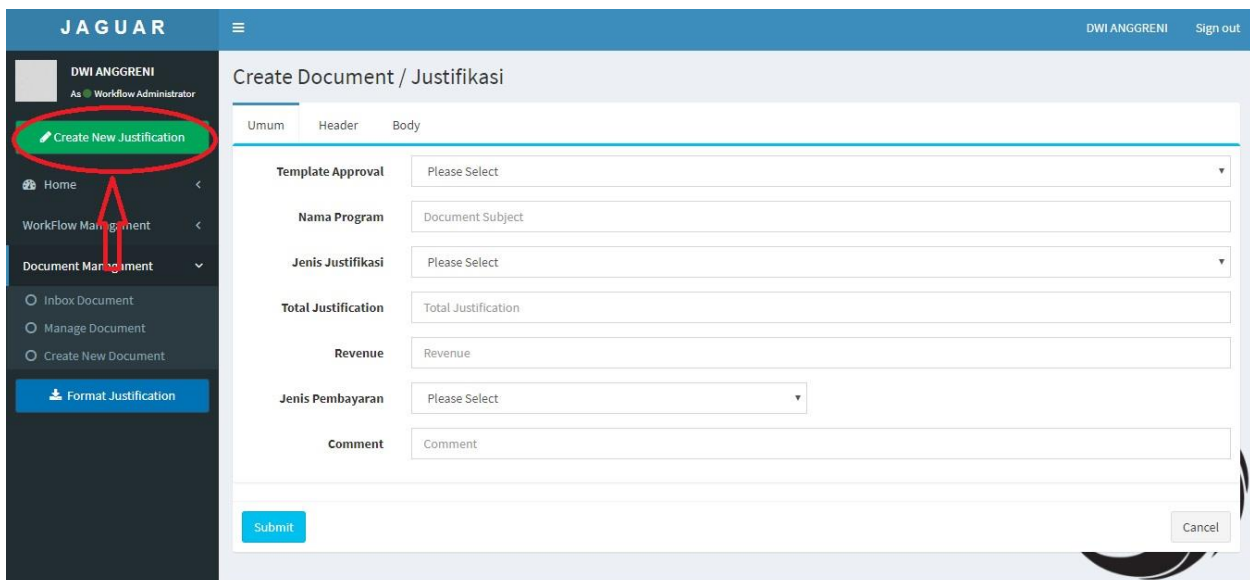 JAGUAR
DWI ANGGRENI Sign out
DWI ANGGRENI
As Workflow Administrator
Create New Justification
Home
WorkFlow Managament
Document Managament
Inbox Document
Manage Document
Create New Document
Format Justification
Create Document / Justifikasi
Umum Header Body
Template Approval Please Select
Nama Program Document Subject
Jenis Justifikasi Please Select
Total Justification Total Justification
Revenue Revenue
Jenis Pembayaran Please Select
Comment Comment
Submit Cancel